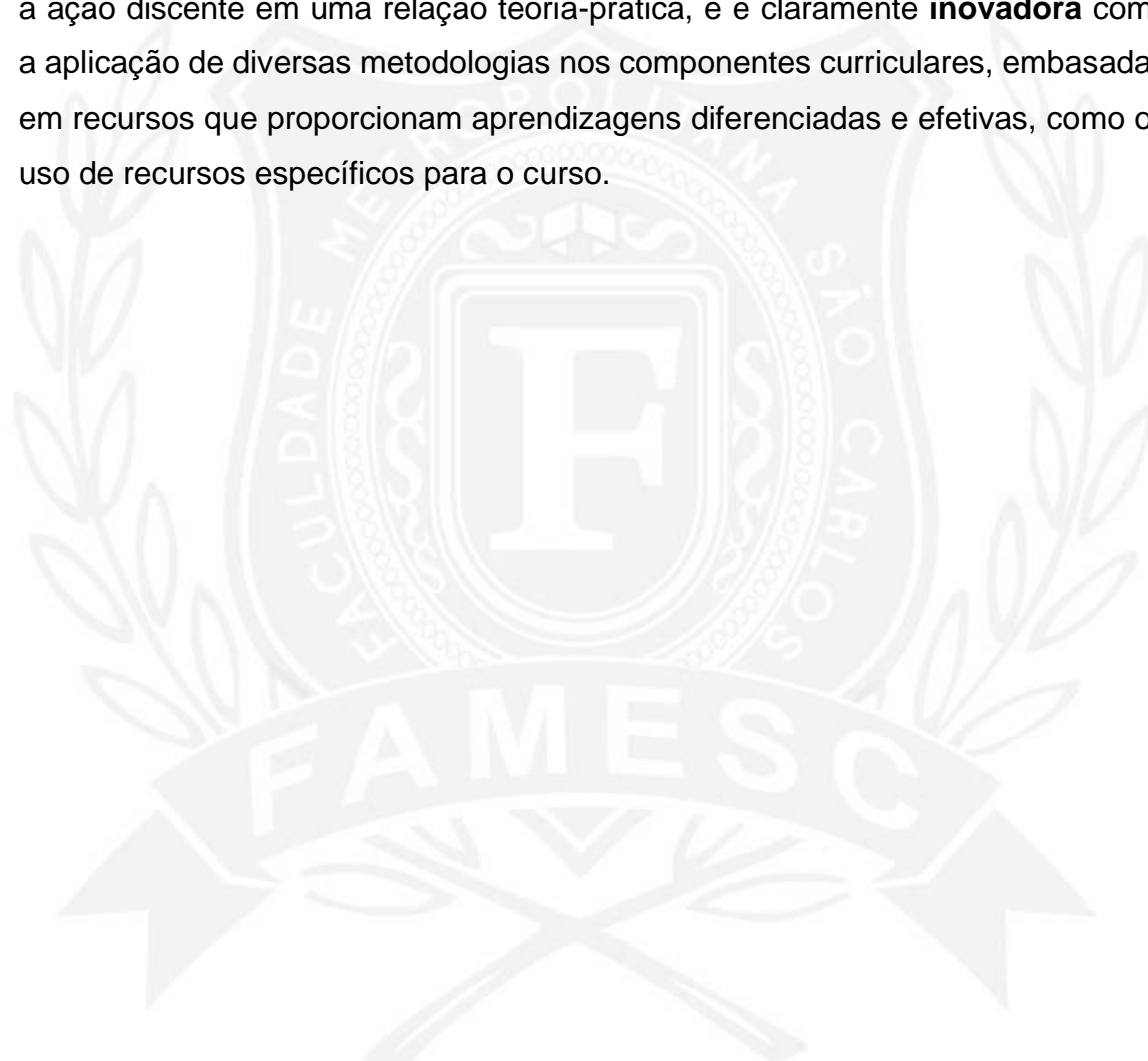 a ação discente em uma relação teoria-prática, e é claramente inovadora com
a aplicação de diversas metodologias nos componentes curriculares, embasada
em recursos que proporcionam aprendizagens diferenciadas e efetivas, como o
uso de recursos específicos para o curso.
FACULDADE METROPOLITANA SÃO CARLOS
F
FAMESC